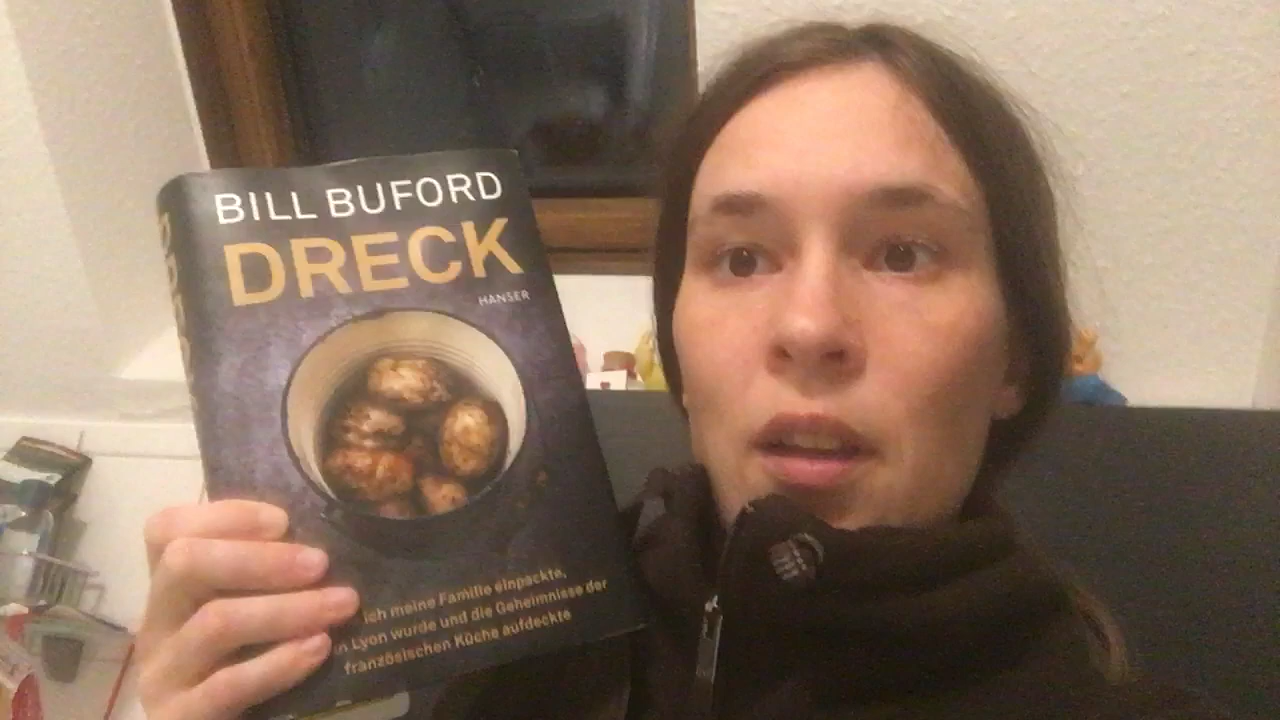 BILL BUFORD
DRECK
HANSER
ich meine Familie einpackte,
in Lyon wurde und die Geheimnisse der
französischen Küche aufdeckte